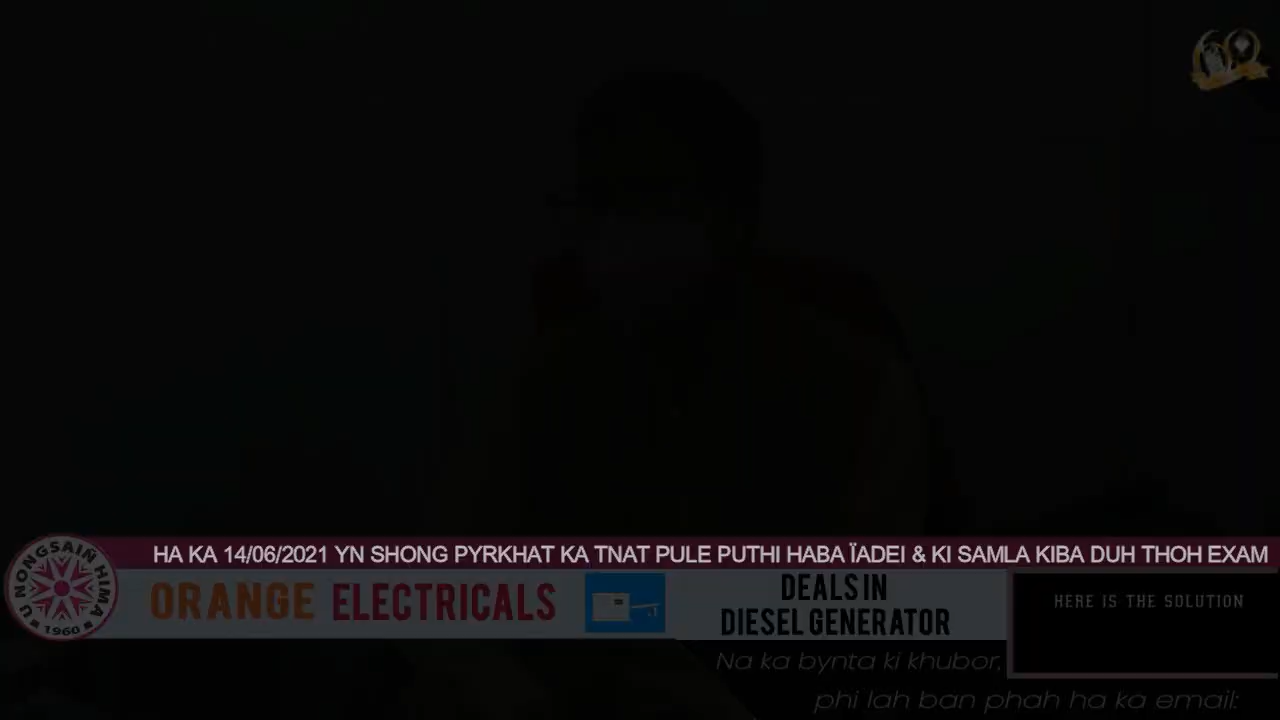 60
HA KA 14/06/2021 YN SHONG PYRKHAT KA TNAT PULE PUTHI HABA ÏADEI & KI SAMLA KIBA DUH THOH EXAM
U NONGSAIÑ HIMA
1960
ORANGE ELECTRICALS
DEALS IN
DIESEL GENERATOR
HERE IS THE SOLUTION
Na ka bynta ki khubor,
phi lah ban phah ha ka email: